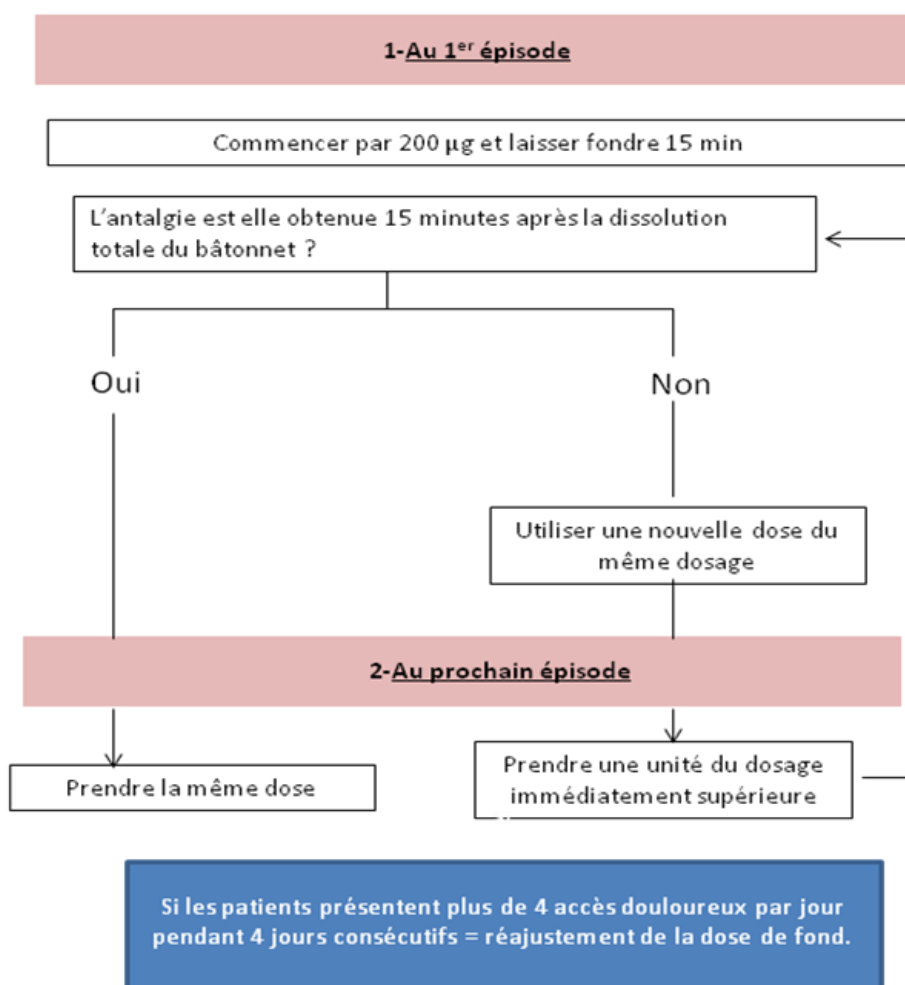 1-Au 1er épisode
Commencer par 200 µg et laisser fondre 15 min
L’antalgie est elle obtenue 15 minutes après la dissolution
totale du bâtonnet ?
Oui
Non
Utiliser une nouvelle dose du
même dosage
2-Au prochain épisode
Prendre la même dose
Prendre une unité du dosage
immédiatement supérieure
Si les patients présentent plus de 4 accès douloureux par jour
pendant 4 jours consécutifs = réajustement de la dose de fond.